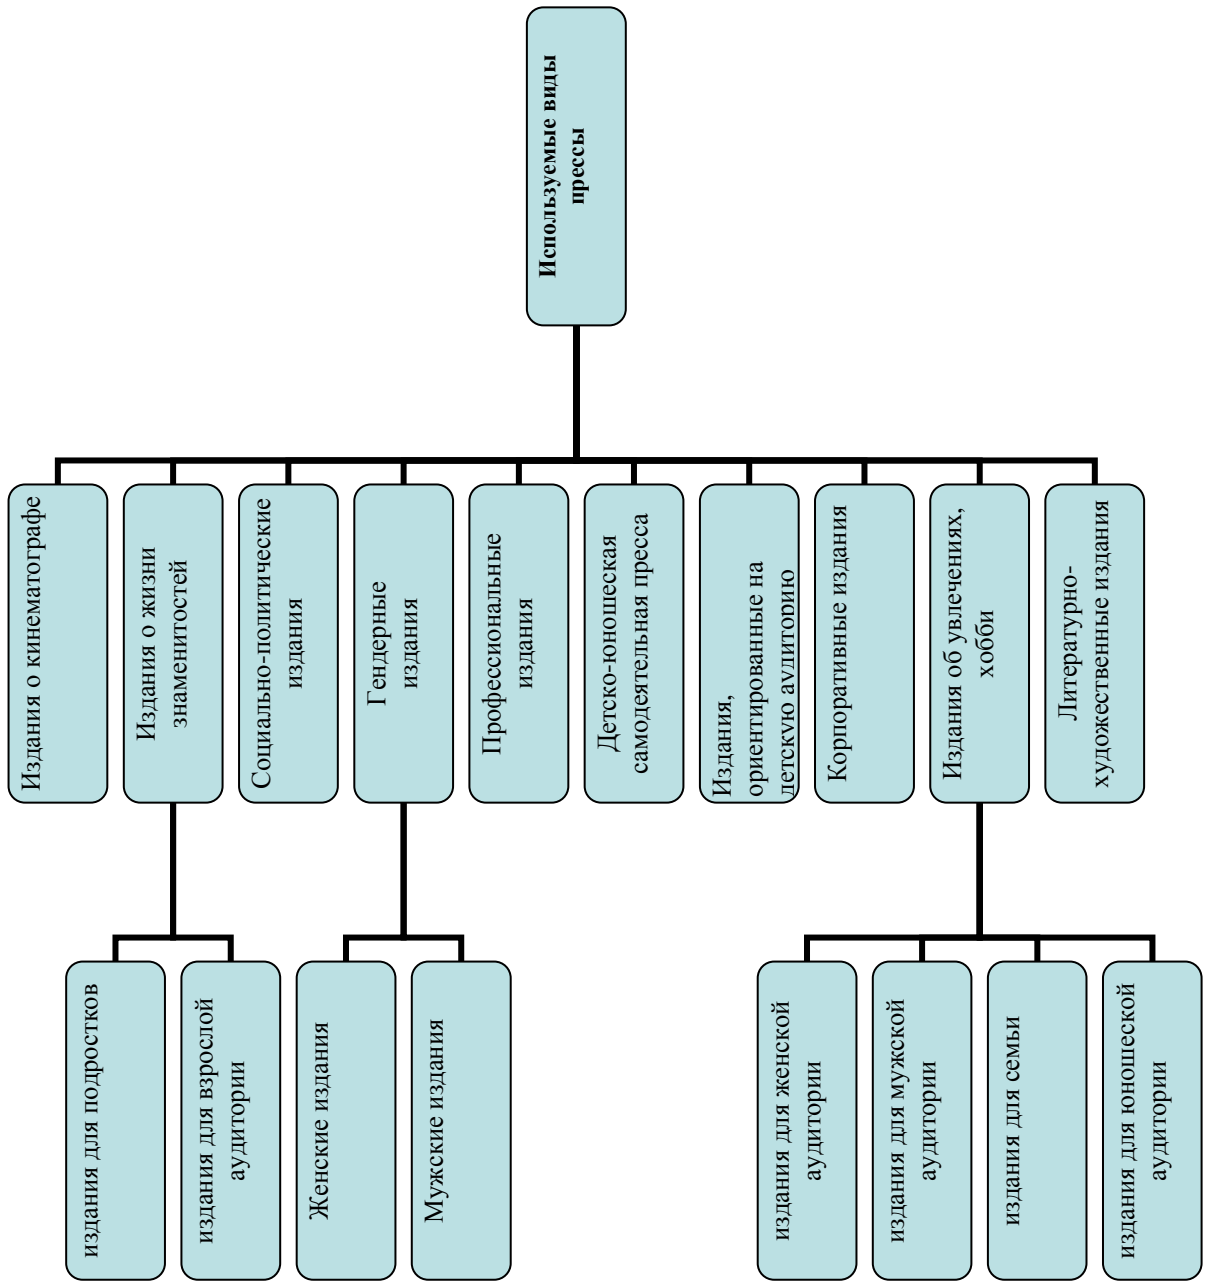 Используемые виды
прессы
Издания о кинематографе
Издания о жизни
знаменитостей
Социально-политические
издания
Гендерные
издания
Профессиональные
издания
Детско-юношеская
самодеятельная пресса
Издания,
ориентированные на
детскую аудиторию
Корпоративные издания
Издания об увлечениях,
хобби
Литературно-
художественные издания
издания для подростков
издания для взрослой
аудитории
Женские издания
Мужские издания
издания для женской
аудитории
издания для мужской
аудитории
издания для семьи
издания для юношеской
аудитории